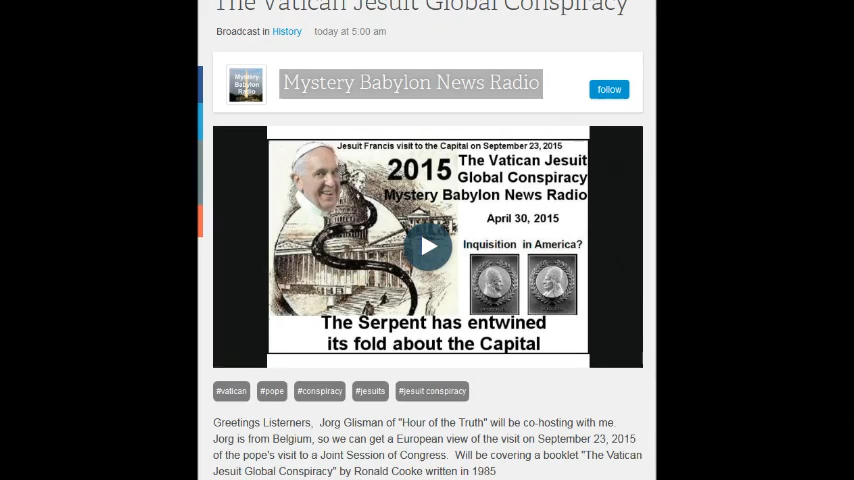 The Vatican Jesuit Global Conspiracy
Broadcast in History today at 5:00 am
Mystery
Babylon
Radio
Mystery Babylon News Radio
follow
Jesuit Francis visit to the Capital on September 23, 2015
2015
The Vatican Jesuit
Global Conspiracy
Mystery Babylon News Radio
April 30, 2015
Inquisition in America?
The Serpent has entwined
its fold about the Capital
#vatican #pope #conspiracy #jesuits #jesuit conspiracy
Greetings Listerners, Jorg Glisman of "Hour of the Truth" will be co-hosting with me.
Jorg is from Belgium, so we can get a European view of the visit on September 23, 2015
of the pope's visit to a Joint Session of Congress. Will be covering a booklet "The Vatican
Jesuit Global Conspiracy" by Ronald Cooke written in 1985